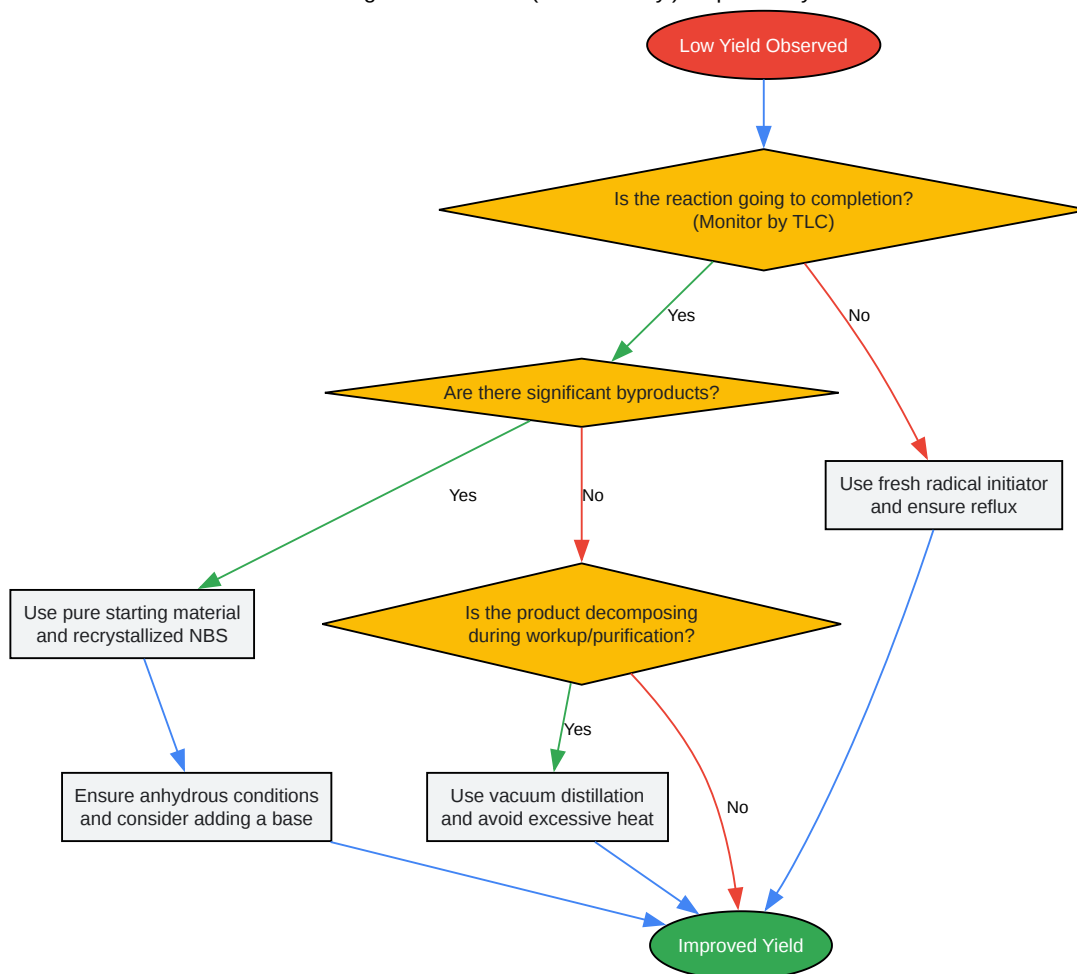 Low Yield Observed
Is the reaction going to completion?
(Monitor by TLC)
Yes
No
Are there significant byproducts?
Yes
No
Use fresh radical initiator
and ensure reflux
Use pure starting material
and recrystallized NBS
Is the product decomposing
during workup/purification?
Yes
No
Ensure anhydrous conditions
and consider adding a base
Use vacuum distillation
and avoid excessive heat
Improved Yield